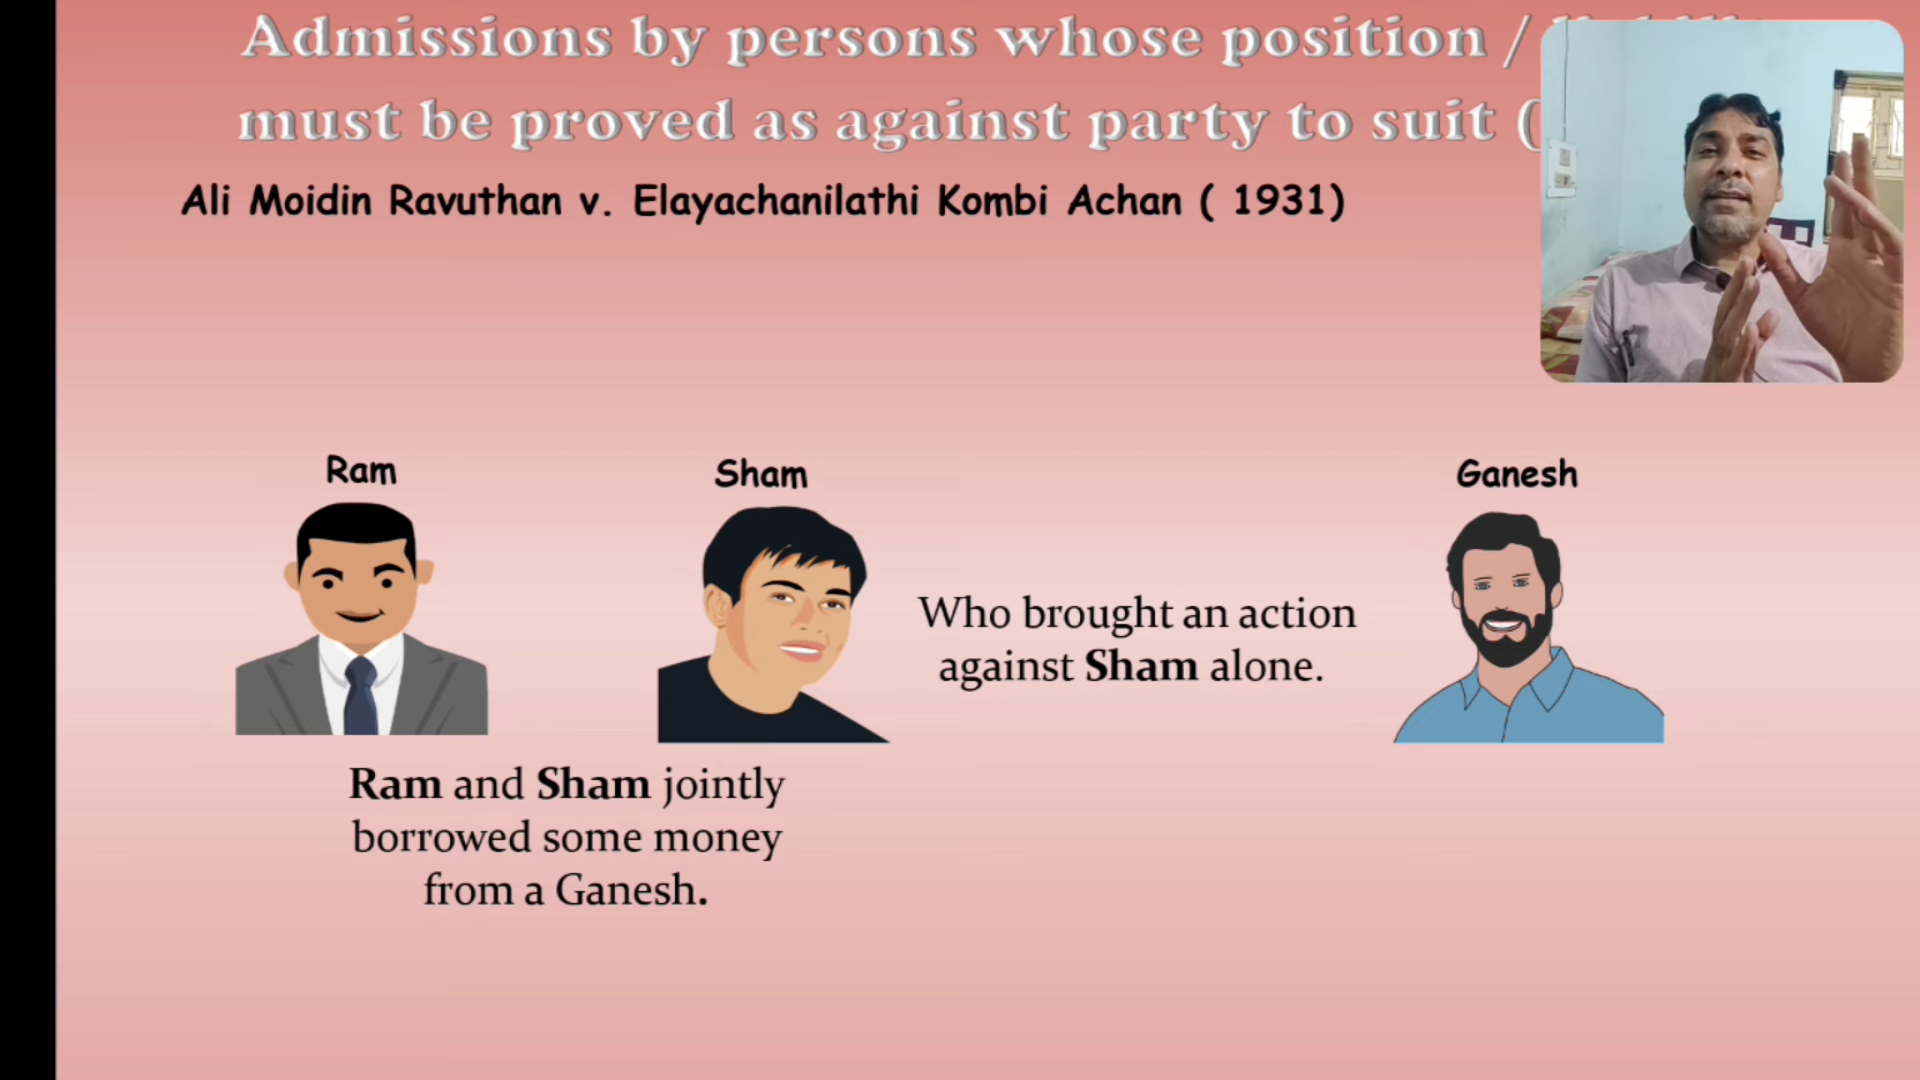 Admissions by persons whose position /
must be proved as against party to suit (
Ali Moidin Ravuthan v. Elayachanilathi Kombi Achan ( 1931)
Ram
Sham
Ganesh
Who brought an action
against Sham alone.
Ram and Sham jointly
borrowed some money
from a Ganesh.